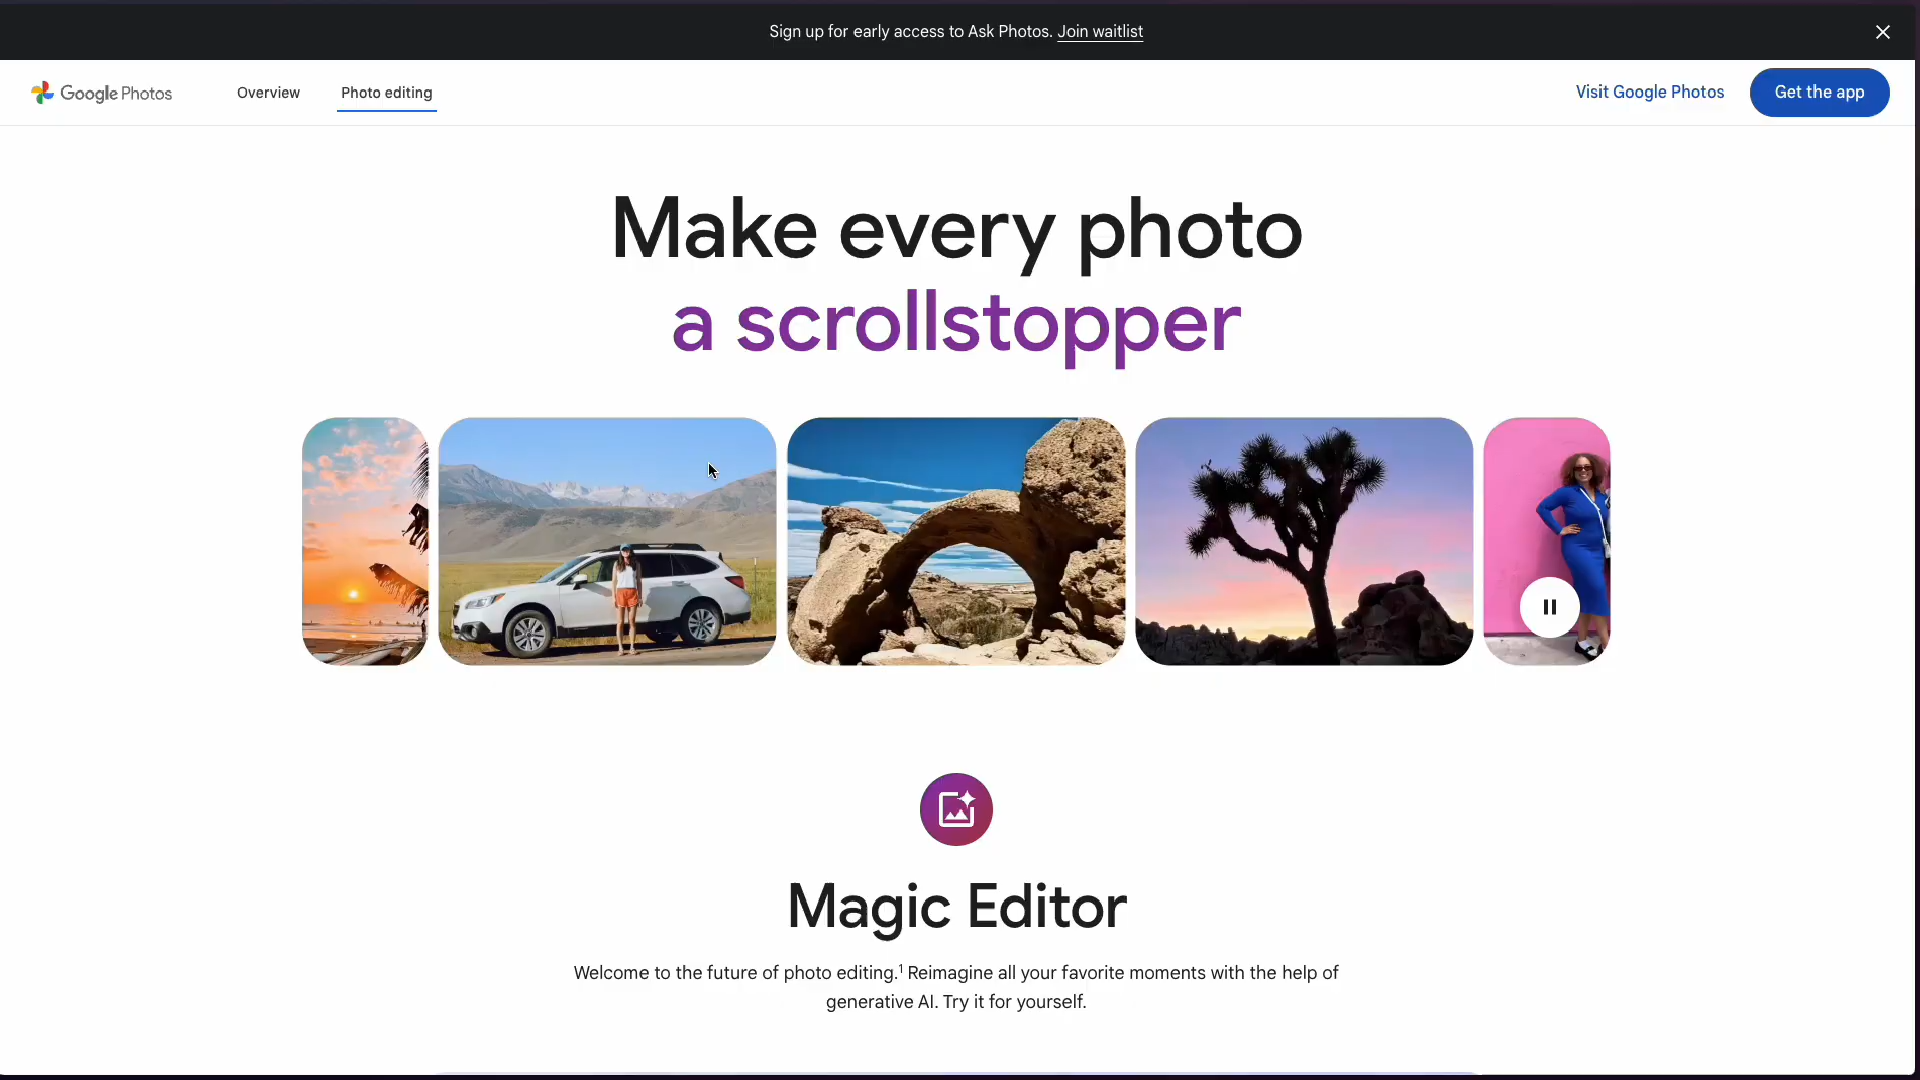 Sign up for early access to Ask Photos. Join waitlist
Google Photos
Overview
Photo editing
Visit Google Photos
Get the app
Make every photo
a scrollstopper
Magic Editor
Welcome to the future of photo editing.¹ Reimagine all your favorite moments with the help of
generative AI. Try it for yourself.